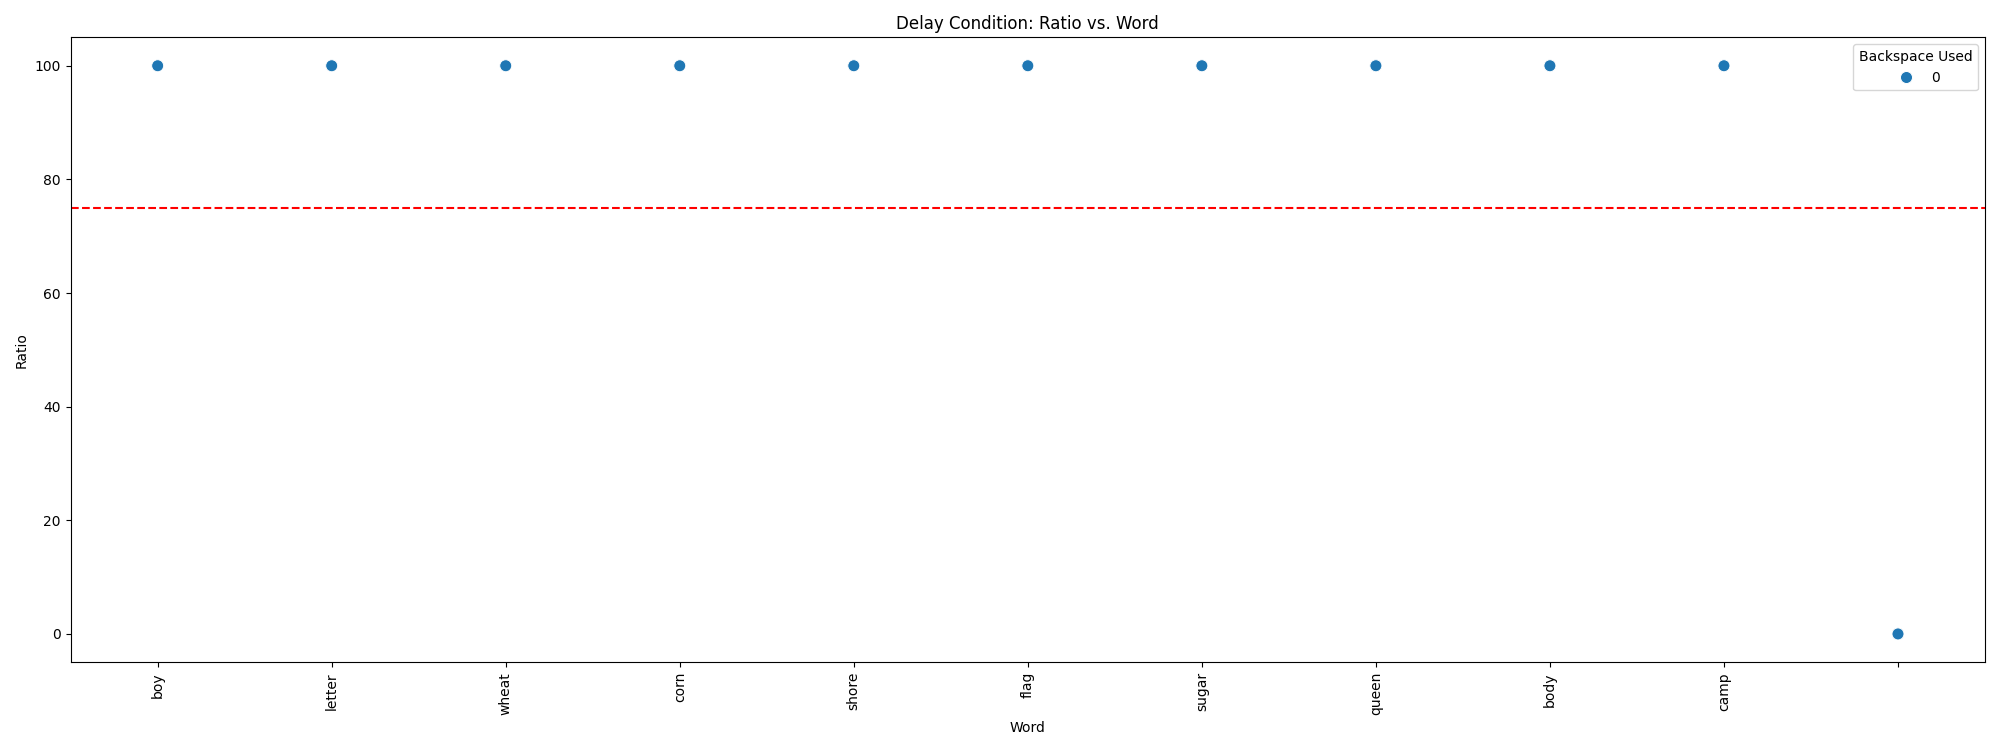 Delay Condition: Ratio vs. Word
Backspace Used
0
100
80
60
40
20
0
Ratio
boy
letter
wheat
corn
shore
flag
sugar
queen
body
camp
Word